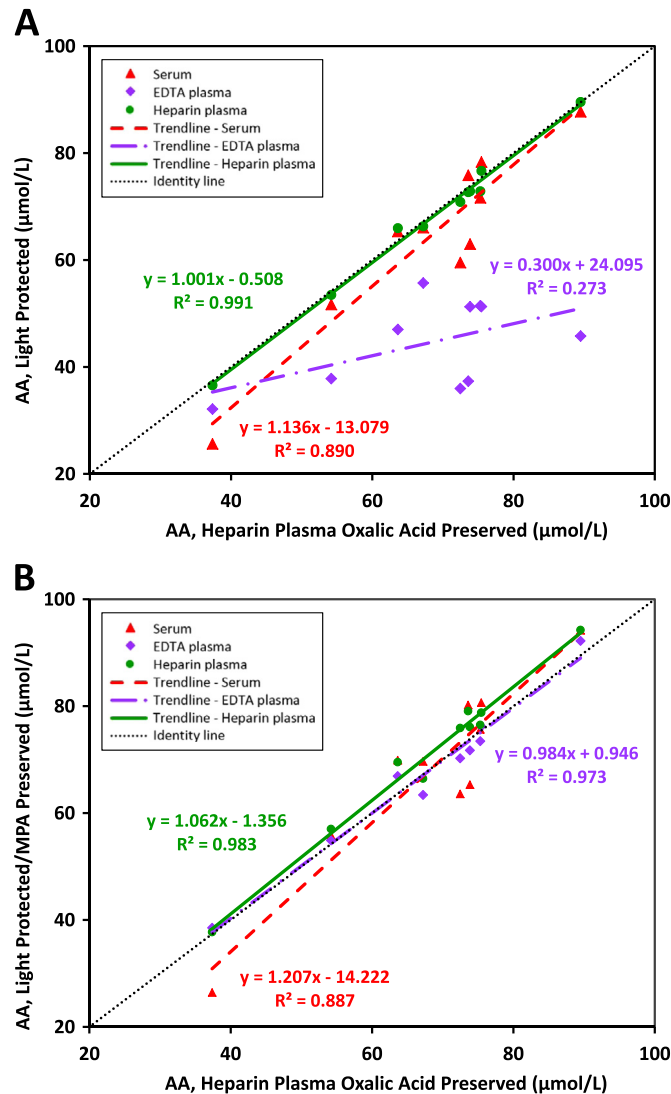 A
AA, Light Protected (µmol/L)
100
80
60
40
20
Serum
EDTA plasma
Heparin plasma
Trendline - Serum
Trendline - EDTA plasma
Trendline - Heparin plasma
Identity line
y = 1.001x - 0.508
R² = 0.991
y = 0.300x + 24.095
R² = 0.273
y = 1.136x - 13.079
R² = 0.890
20 40 60 80 100
AA, Heparin Plasma Oxalic Acid Preserved (µmol/L)
B
AA, Light Protected/MPA Preserved (µmol/L)
100
80
60
40
20
Serum
EDTA plasma
Heparin plasma
Trendline - Serum
Trendline - EDTA plasma
Trendline - Heparin plasma
Identity line
y = 0.984x + 0.946
R² = 0.973
y = 1.062x - 1.356
R² = 0.983
y = 1.207x - 14.222
R² = 0.887
20 40 60 80 100
AA, Heparin Plasma Oxalic Acid Preserved (µmol/L)